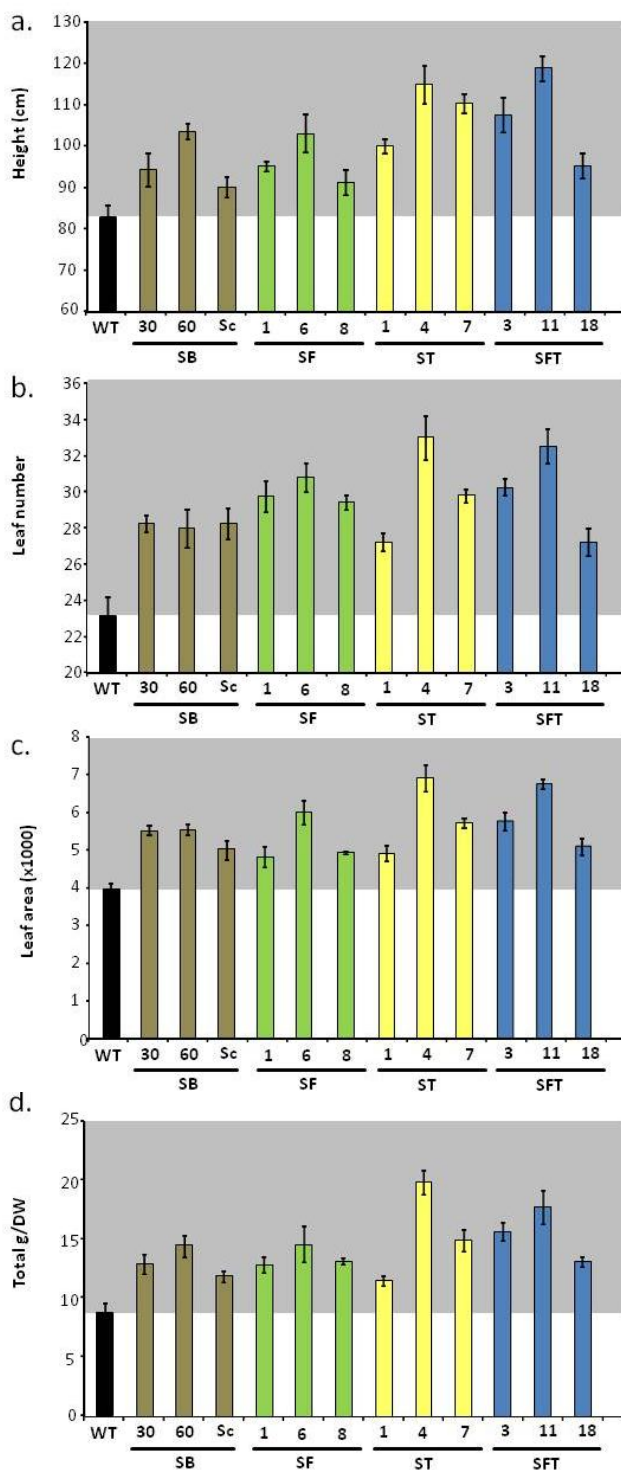 a.
Height (cm)
130
120
110
100
90
80
70
60
WT 30 60 Sc 1 6 8 1 4 7 3 11 18
SB SF ST SFT
b.
Leaf number
36
34
32
30
28
26
24
22
20
WT 30 60 Sc 1 6 8 1 4 7 3 11 18
SB SF ST SFT
c.
Leaf area (x1000)
8
7
6
5
4
3
2
1
0
WT 30 60 Sc 1 6 8 1 4 7 3 11 18
SB SF ST SFT
d.
Total g/DW
25
20
15
10
5
0
WT 30 60 Sc 1 6 8 1 4 7 3 11 18
SB SF ST SFT